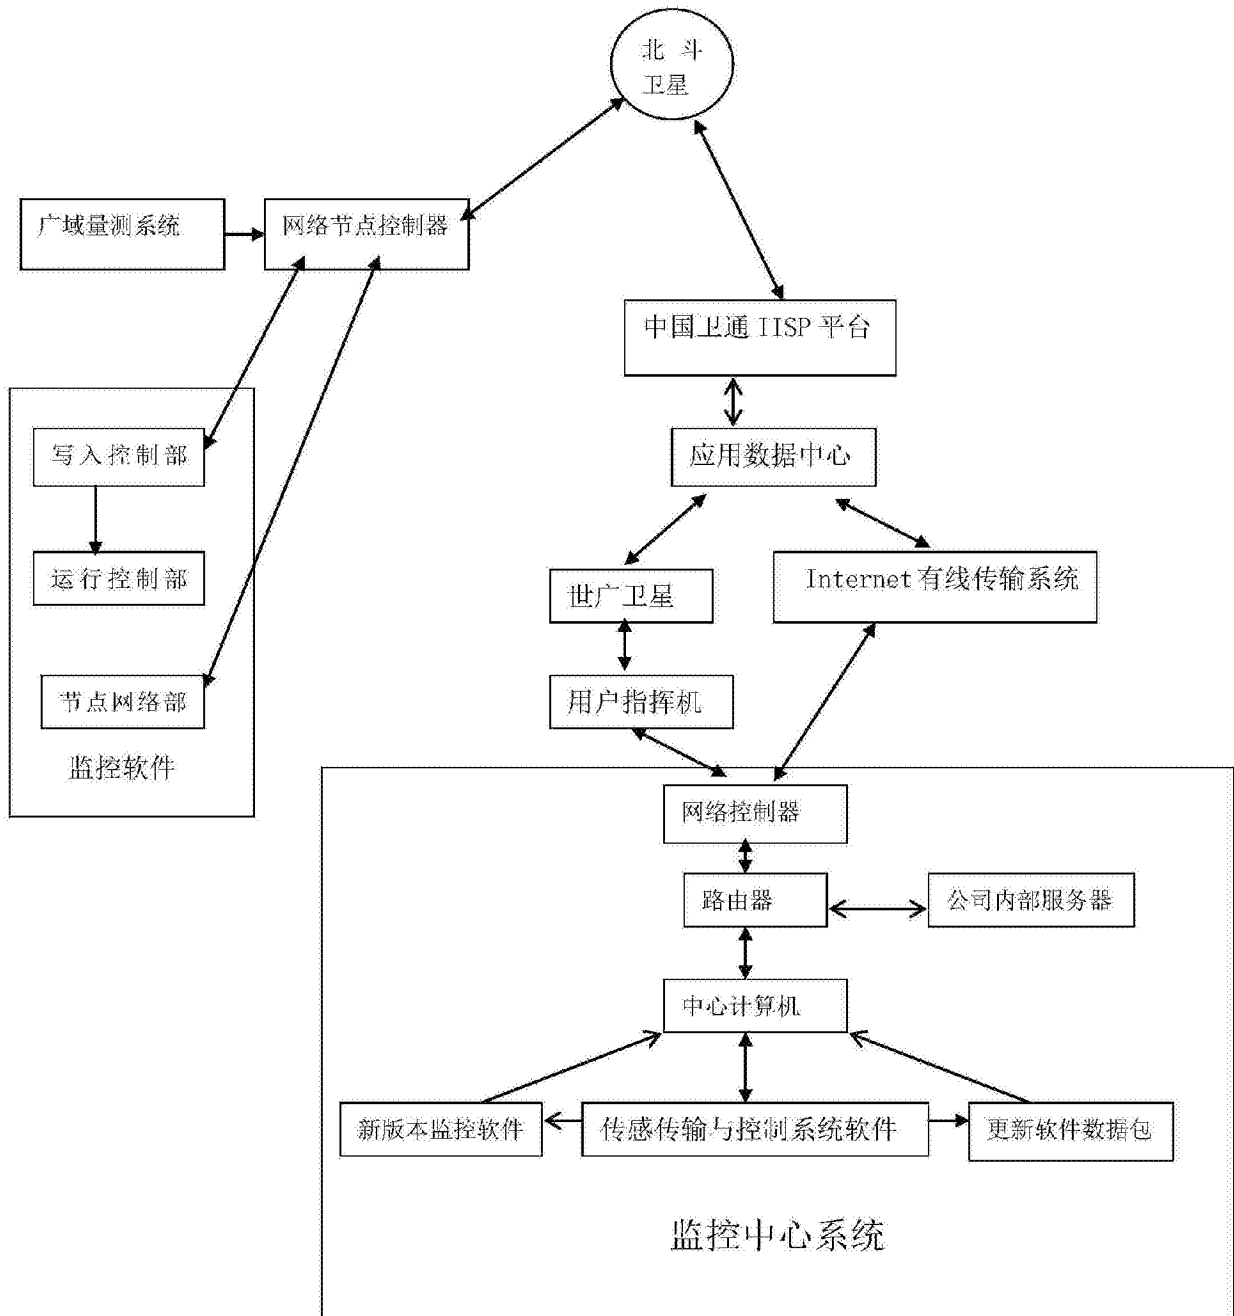 北 斗
卫星
广域量测系统
网络节点控制器
中国卫通 IISP 平台
写入控制部
应用数据中心
运行控制部
世广卫星
Internet 有线传输系统
节点网络部
用户指挥机
监控软件
网络控制器
路由器
公司内部服务器
中心计算机
新版本监控软件
传感传输与控制系统软件
更新软件数据包
监控中心系统